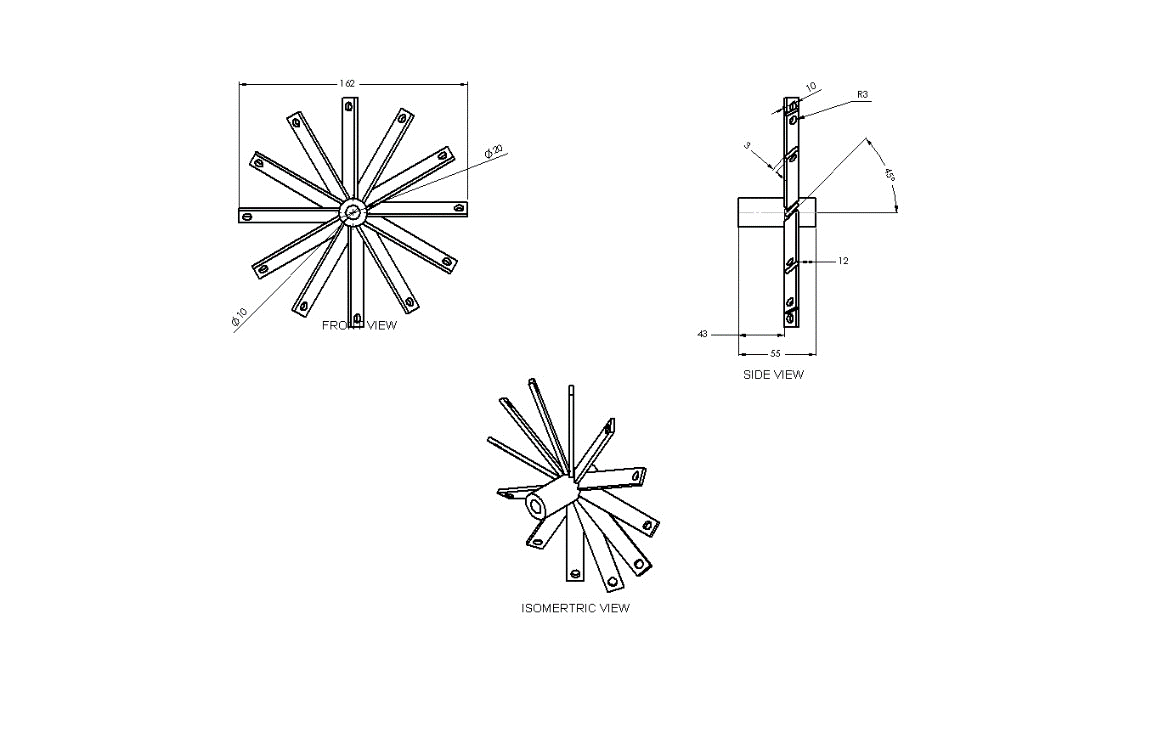 162
Ø20
Ø10
FRONT VIEW
10
R3
3
45°
12
43
55
SIDE VIEW
ISOMERTRIC VIEW